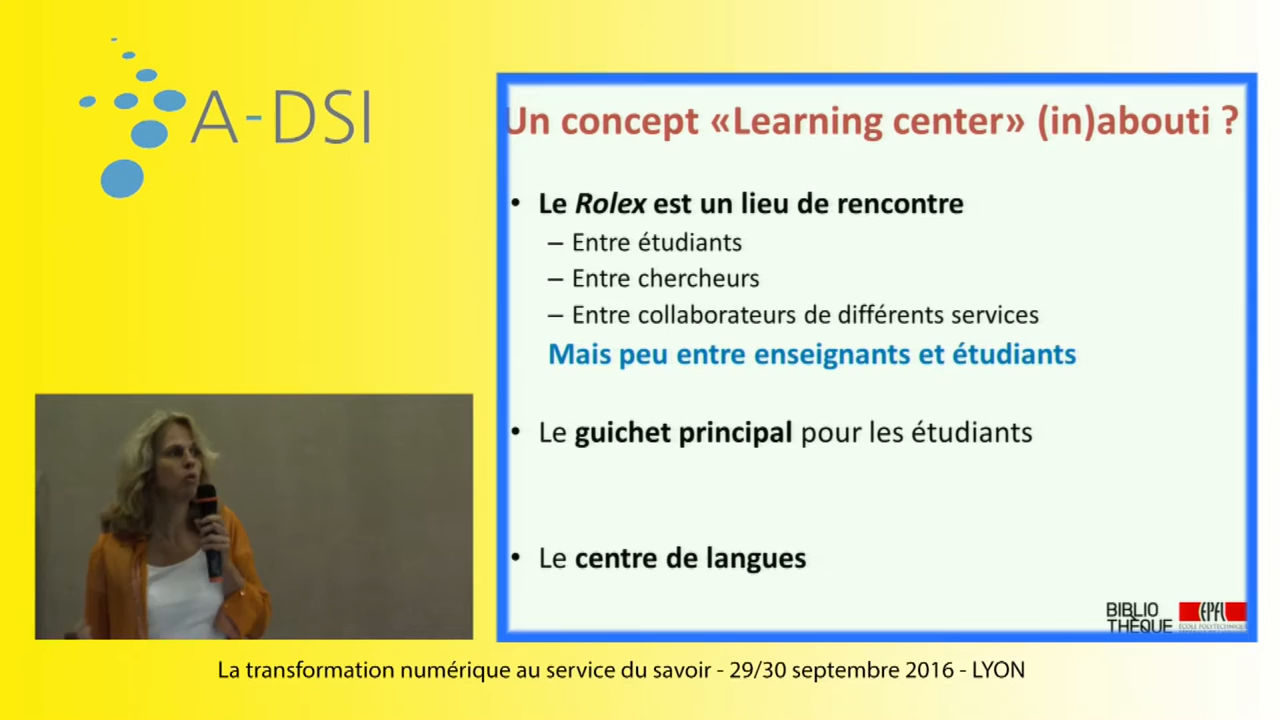 A-DSI
Un concept «Learning center» (in)abouti ?
• Le Rolex est un lieu de rencontre
– Entre étudiants
– Entre chercheurs
– Entre collaborateurs de différents services
Mais peu entre enseignants et étudiants
• Le guichet principal pour les étudiants
• Le centre de langues
BIBLIO
THÈQUE
EPFL
ÉCOLE POLYTECHNIQUE
La transformation numérique au service du savoir - 29/30 septembre 2016 - LYON